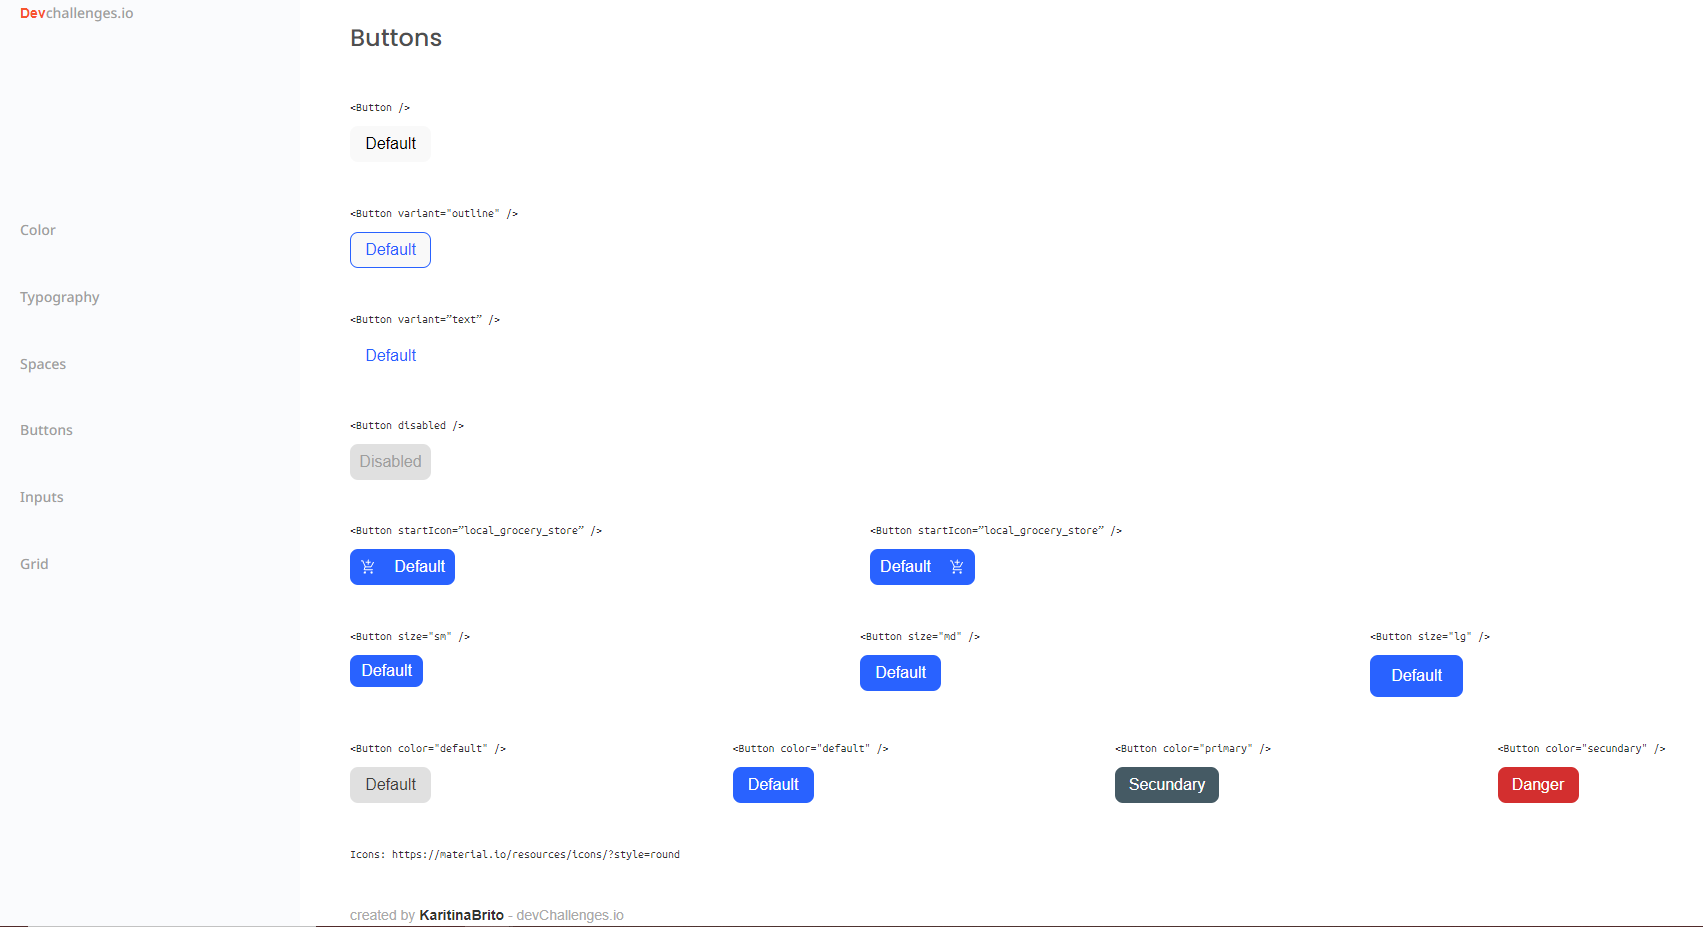 Devchallenges.io
Color
Typography
Spaces
Buttons
Inputs
Grid
Buttons
<Button />
Default
<Button variant="outline" />
Default
<Button variant=”text” />
Default
<Button disabled />
Disabled
<Button startIcon=”local_grocery_store” /> <Button startIcon=”local_grocery_store” />
Default Default
<Button size="sm" /> <Button size="md" /> <Button size="lg" />
Default Default Default
<Button color="default" /> <Button color="default" /> <Button color="primary" /> <Button color="secundary" />
Default Default Secundary Danger
Icons: https://material.io/resources/icons/?style=round
created by KaritinaBrito - devChallenges.io